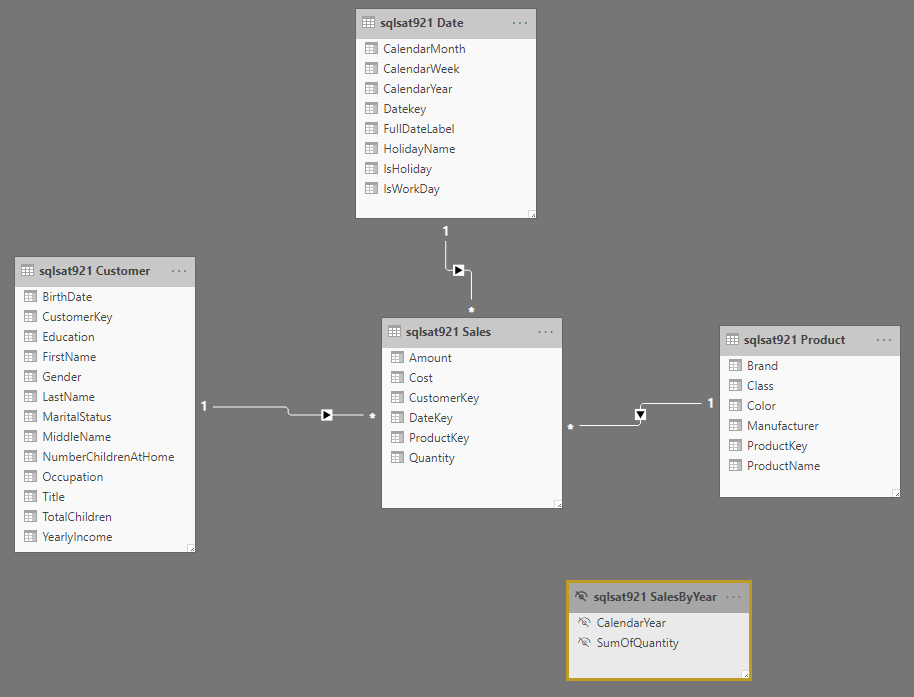 sqlsat921 Date
CalendarMonth
CalendarWeek
CalendarYear
Datekey
FullDateLabel
HolidayName
IsHoliday
IsWorkDay
1
*
sqlsat921 Customer
BirthDate
CustomerKey
Education
FirstName
Gender
LastName
MaritalStatus
MiddleName
NumberChildrenAtHome
Occupation
Title
TotalChildren
YearlyIncome
1
*
sqlsat921 Sales
Amount
Cost
CustomerKey
DateKey
ProductKey
Quantity
*
1
sqlsat921 Product
Brand
Class
Color
Manufacturer
ProductKey
ProductName
sqlsat921 SalesByYear
CalendarYear
SumOfQuantity